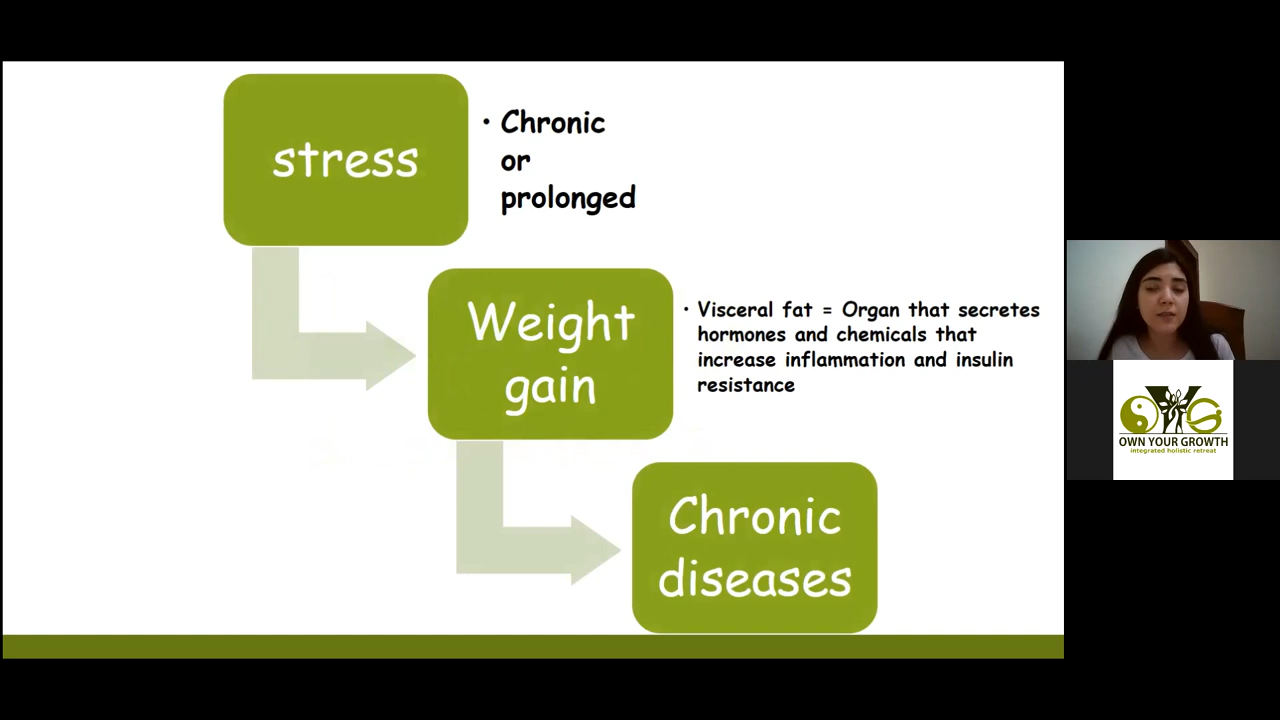 stress
• Chronic
or
prolonged
Weight
gain
• Visceral fat = Organ that secretes
hormones and chemicals that
increase inflammation and insulin
resistance
Chronic
diseases
OYG
OWN YOUR GROWTH
integrated holistic retreat